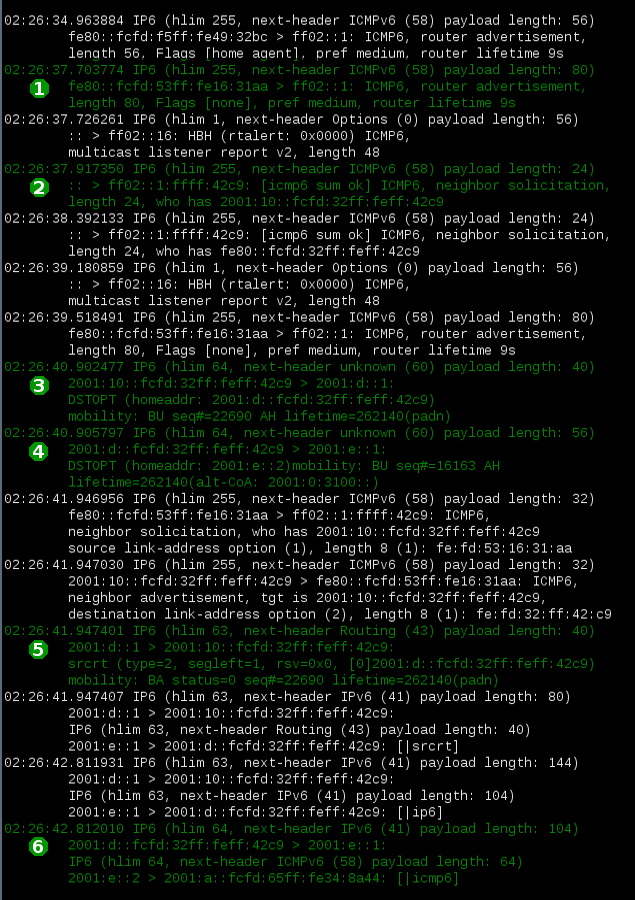 02:26:34.963884 IP6 (hlim 255, next-header ICMPv6 (58) payload length: 56)
fe80::fcfd:f5ff:fe49:32bc > ff02::1: ICMP6, router advertisement,
length 56, Flags [home agent], pref medium, router lifetime 9s
02:26:37.703774 IP6 (hlim 255, next-header ICMPv6 (58) payload length: 80)
1 fe80::fcfd:53ff:fe16:31aa > ff02::1: ICMP6, router advertisement,
length 80, Flags [none], pref medium, router lifetime 9s
02:26:37.726261 IP6 (hlim 1, next-header Options (0) payload length: 56)
:: > ff02::16: HBH (rtalert: 0x0000) ICMP6,
multicast listener report v2, length 48
02:26:37.917350 IP6 (hlim 255, next-header ICMPv6 (58) payload length: 24)
2 :: > ff02::1:ffff:42c9: [icmp6 sum ok] ICMP6, neighbor solicitation,
length 24, who has 2001:10::fcfd:32ff:feff:42c9
02:26:38.392133 IP6 (hlim 255, next-header ICMPv6 (58) payload length: 24)
:: > ff02::1:ffff:42c9: [icmp6 sum ok] ICMP6, neighbor solicitation,
length 24, who has fe80::fcfd:32ff:feff:42c9
02:26:39.180859 IP6 (hlim 1, next-header Options (0) payload length: 56)
:: > ff02::16: HBH (rtalert: 0x0000) ICMP6,
multicast listener report v2, length 48
02:26:39.518491 IP6 (hlim 255, next-header ICMPv6 (58) payload length: 80)
fe80::fcfd:53ff:fe16:31aa > ff02::1: ICMP6, router advertisement,
length 80, Flags [none], pref medium, router lifetime 9s
02:26:40.902477 IP6 (hlim 64, next-header unknown (60) payload length: 40)
3 2001:10::fcfd:32ff:feff:42c9 > 2001:d::1:
DSTOPT (homeaddr: 2001:d::fcfd:32ff:feff:42c9)
mobility: BU seq#=22690 AH lifetime=262140(padn)
02:26:40.905797 IP6 (hlim 64, next-header unknown (60) payload length: 56)
4 2001:d::fcfd:32ff:feff:42c9 > 2001:e::1:
DSTOPT (homeaddr: 2001:e::2)mobility: BU seq#=16163 AH
lifetime=262140(alt-CoA: 2001:0:3100::)
02:26:41.946956 IP6 (hlim 255, next-header ICMPv6 (58) payload length: 32)
fe80::fcfd:53ff:fe16:31aa > ff02::1:ffff:42c9: ICMP6,
neighbor solicitation, who has 2001:10::fcfd:32ff:feff:42c9
source link-address option (1), length 8 (1): fe:fd:53:16:31:aa
02:26:41.947030 IP6 (hlim 255, next-header ICMPv6 (58) payload length: 32)
2001:10::fcfd:32ff:feff:42c9 > fe80::fcfd:53ff:fe16:31aa: ICMP6,
neighbor advertisement, tgt is 2001:10::fcfd:32ff:feff:42c9,
destination link-address option (2), length 8 (1): fe:fd:32:ff:42:c9
02:26:41.947401 IP6 (hlim 63, next-header Routing (43) payload length: 40)
5 2001:d::1 > 2001:10::fcfd:32ff:feff:42c9:
srcrt (type=2, segleft=1, rsv=0x0, [0]2001:d::fcfd:32ff:feff:42c9)
mobility: BA status=0 seq#=22690 lifetime=262140(padn)
02:26:41.947407 IP6 (hlim 63, next-header IPv6 (41) payload length: 80)
2001:d::1 > 2001:10::fcfd:32ff:feff:42c9:
IP6 (hlim 63, next-header Routing (43) payload length: 40)
2001:e::1 > 2001:d::fcfd:32ff:feff:42c9: [|srcrt]
02:26:42.811931 IP6 (hlim 63, next-header IPv6 (41) payload length: 144)
2001:d::1 > 2001:10::fcfd:32ff:feff:42c9:
IP6 (hlim 63, next-header IPv6 (41) payload length: 104)
2001:e::1 > 2001:d::fcfd:32ff:feff:42c9: [|ip6]
02:26:42.812010 IP6 (hlim 64, next-header IPv6 (41) payload length: 104)
6 2001:d::fcfd:32ff:feff:42c9 > 2001:e::1:
IP6 (hlim 64, next-header ICMPv6 (58) payload length: 64)
2001:e::2 > 2001:a::fcfd:65ff:fe34:8a44: [|icmp6]